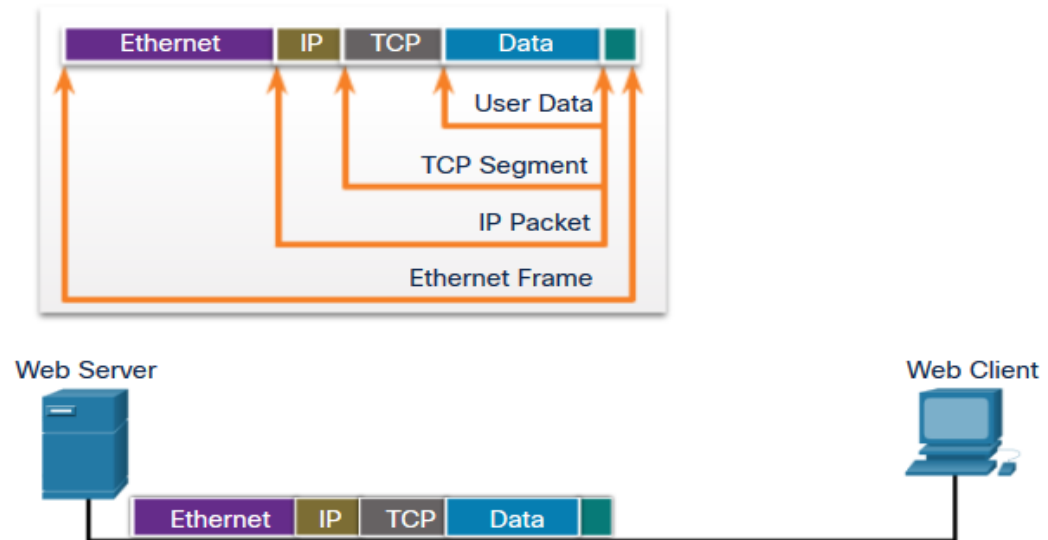 Ethernet IP TCP Data
User Data
TCP Segment
IP Packet
Ethernet Frame
Web Server
Web Client
Ethernet IP TCP Data